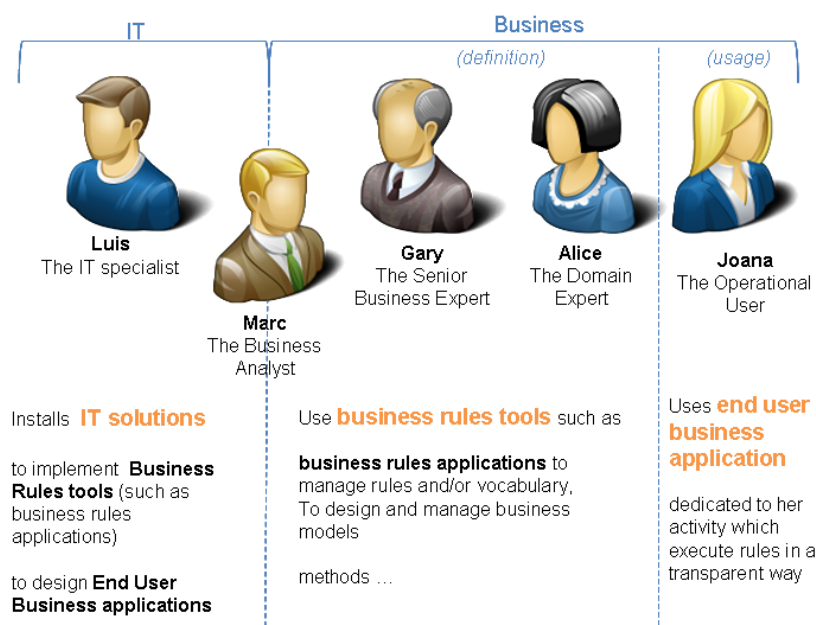 IT
Business
(definition)
(usage)
Luis
The IT specialist
Marc
The Business
Analyst
Gary
The Senior
Business Expert
Alice
The Domain
Expert
Joana
The Operational
User
Installs IT solutions
to implement Business
Rules tools (such as
business rules
applications)
to design End User
Business applications
Use business rules tools such as
business rules applications to
manage rules and/or vocabulary,
To design and manage business
models
methods ...
Uses end user
business
application
dedicated to her
activity which
execute rules in a
transparent way